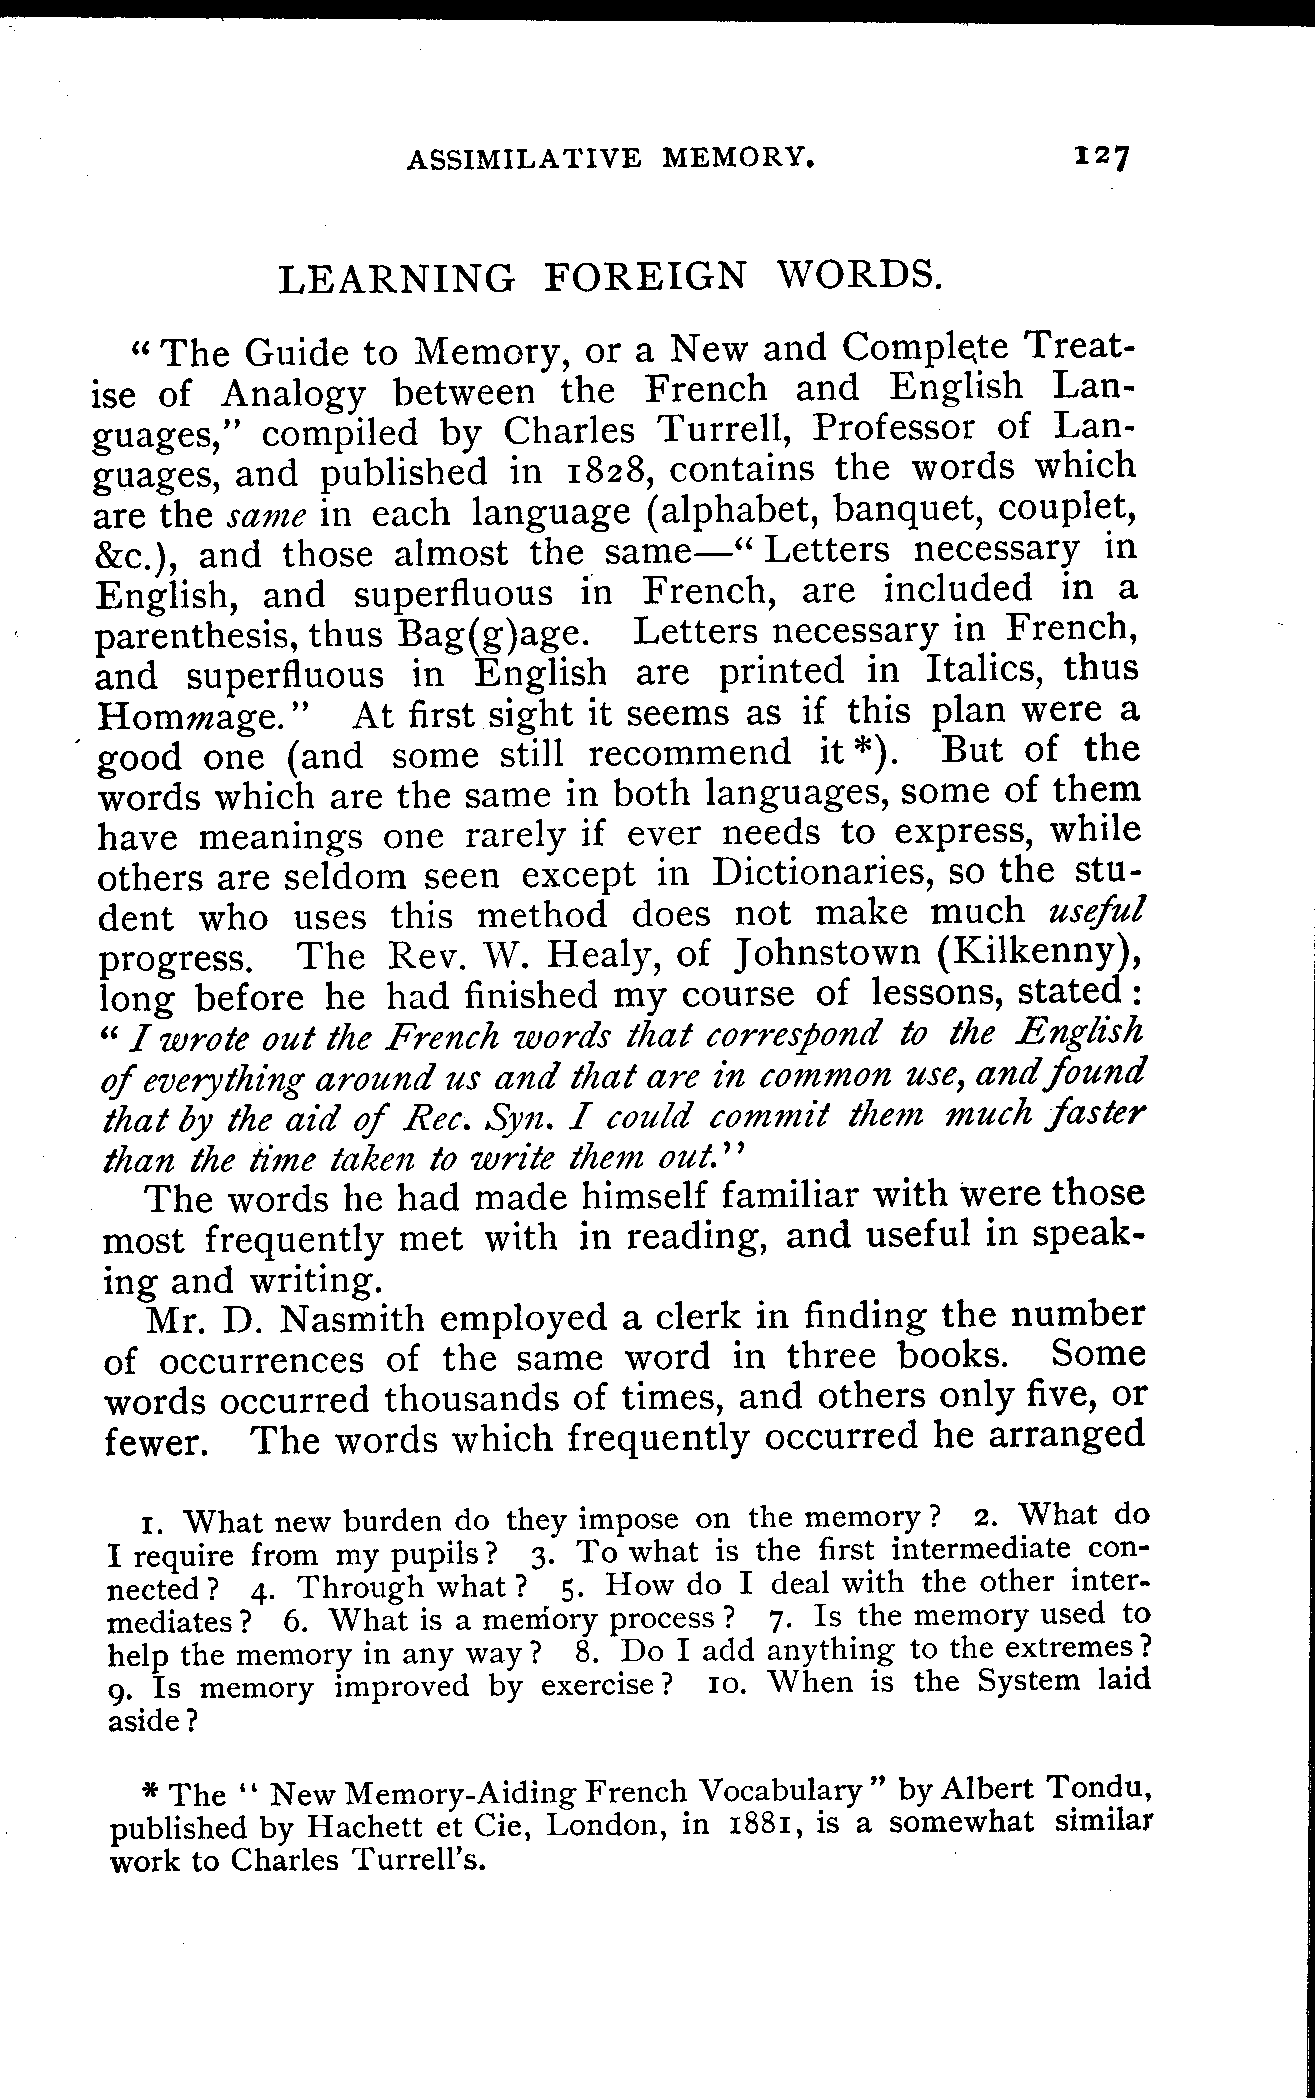 ASSIMILATIVE MEMORY. 127
LEARNING FOREIGN WORDS.
“ The Guide to Memory, or a New and Complete Treat-
ise of Analogy between the French and English Lan-
guages,” compiled by Charles Turrell, Professor of Lan-
guages, and published in 1828, contains the words which
are the same in each language (alphabet, banquet, couplet,
&c.), and those almost the same—“ Letters necessary in
English, and superfluous in French, are included in a
parenthesis, thus Bag(g)age. Letters necessary in French,
and superfluous in English are printed in Italics, thus
Hommage.” At first sight it seems as if this plan were a
good one (and some still recommend it *). But of the
words which are the same in both languages, some of them
have meanings one rarely if ever needs to express, while
others are seldom seen except in Dictionaries, so the stu-
dent who uses this method does not make much useful
progress. The Rev. W. Healy, of Johnstown (Kilkenny),
long before he had finished my course of lessons, stated :
“ I wrote out the French words that correspond to the English
of everything around us and that are in common use, and found
that by the aid of Rec. Syn. I could commit them much faster
than the time taken to write them out.”
The words he had made himself familiar with were those
most frequently met with in reading, and useful in speak-
ing and writing.
Mr. D. Nasmith employed a clerk in finding the number
of occurrences of the same word in three books. Some
words occurred thousands of times, and others only five, or
fewer. The words which frequently occurred he arranged
1. What new burden do they impose on the memory ? 2. What do
I require from my pupils ? 3. To what is the first intermediate con-
nected ? 4. Through what ? 5. How do I deal with the other inter-
mediates ? 6. What is a memory process ? 7. Is the memory used to
help the memory in any way ? 8. Do I add anything to the extremes ?
9. Is memory improved by exercise ? 10. When is the System laid
aside ?
* The “ New Memory-Aiding French Vocabulary ” by Albert Tondu,
published by Hachett et Cie, London, in 1881, is a somewhat similar
work to Charles Turrell's.